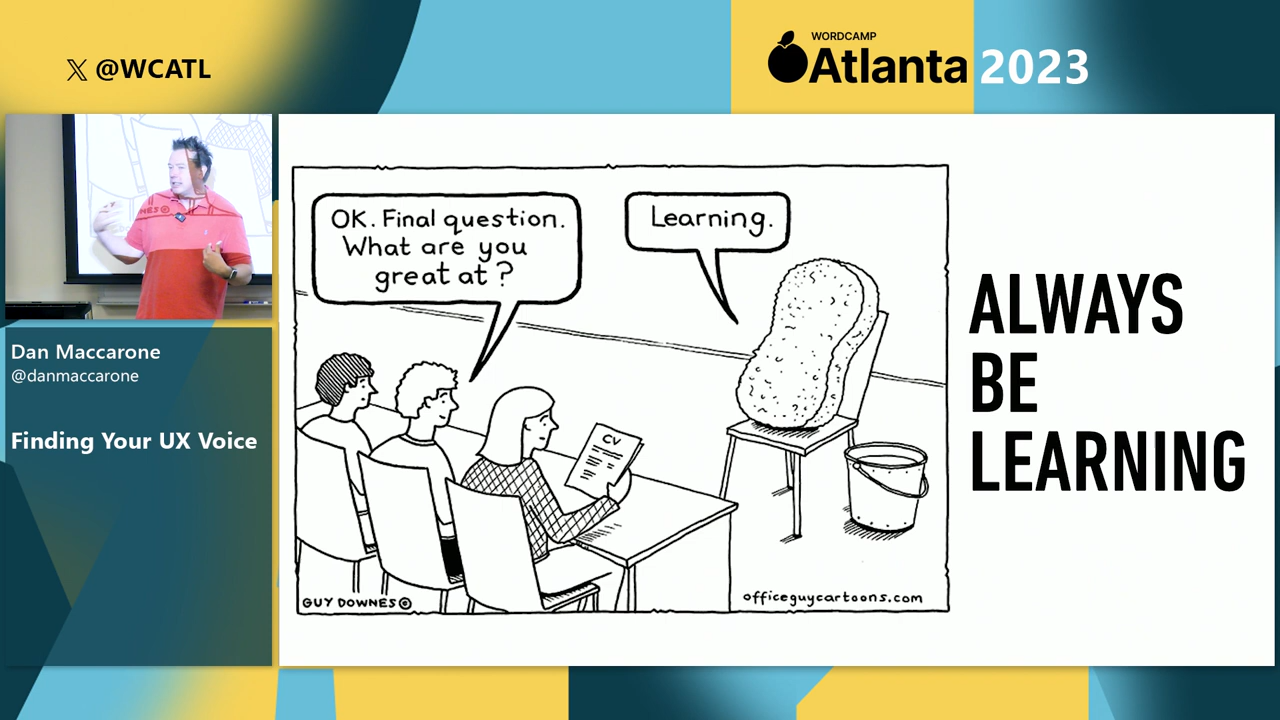 𝕏 @WCATL
WORDCAMP
Atlanta 2023
Dan Maccarone
@danmaccarone
Finding Your UX Voice
OK. Final question.
What are you
great at?
Learning.
CV
GUY DOWNES ©
officeguycartoons.com
ALWAYS
BE
LEARNING